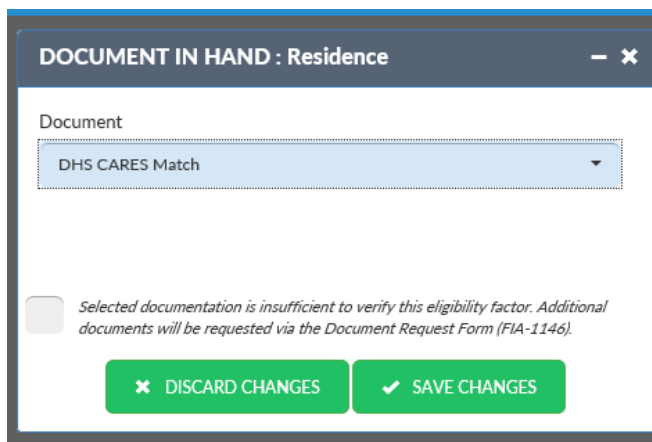 DOCUMENT IN HAND : Residence
Document
DHS CARES Match
Selected documentation is insufficient to verify this eligibility factor. Additional
documents will be requested via the Document Request Form (FIA-1146).
DISCARD CHANGES
SAVE CHANGES